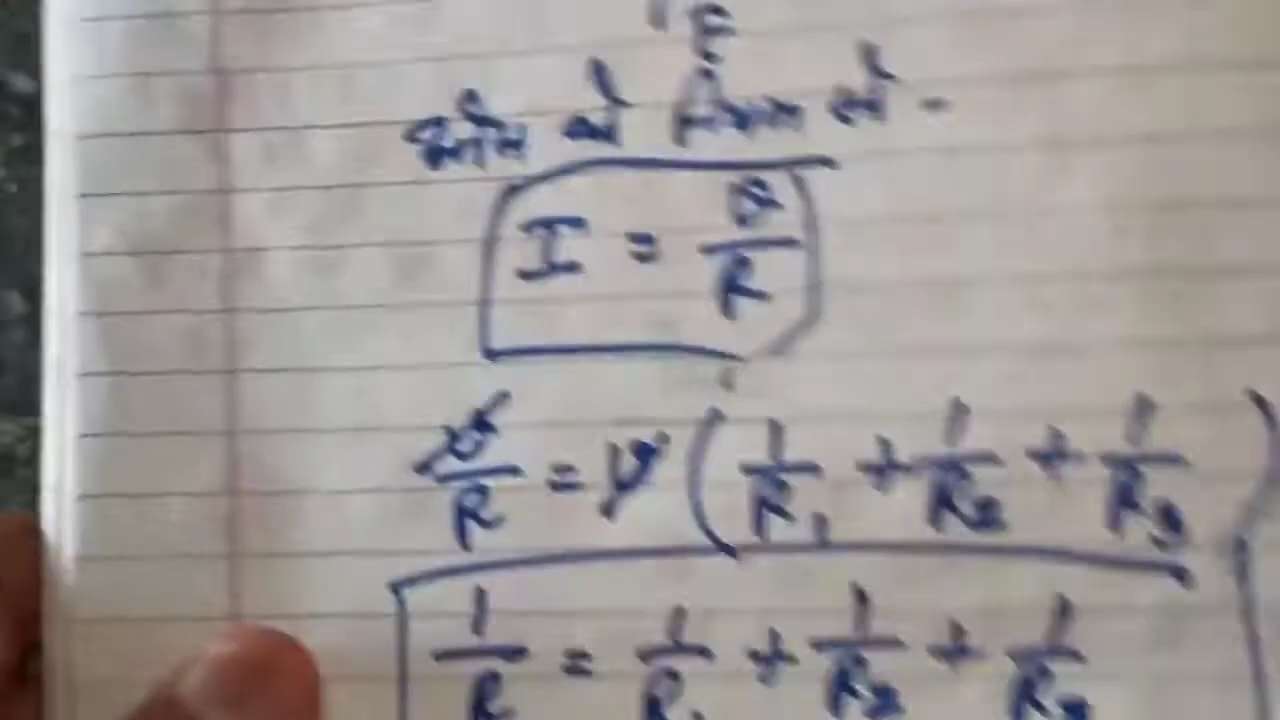 I = v/R
v/R = v ( 1/R₁ + 1/R₂ + 1/R₃ )
1/R = 1/R₁ + 1/R₂ + 1/R₃